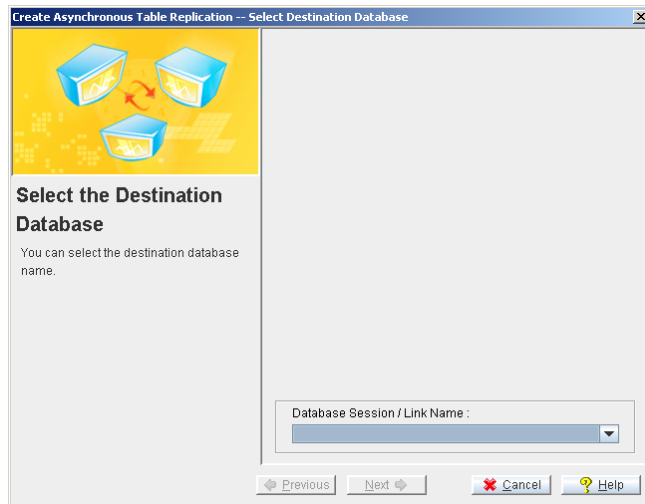 Create Asynchronous Table Replication -- Select Destination Database
Select the Destination
Database
You can select the destination database
name.
Database Session / Link Name :
Previous
Next
Cancel
Help